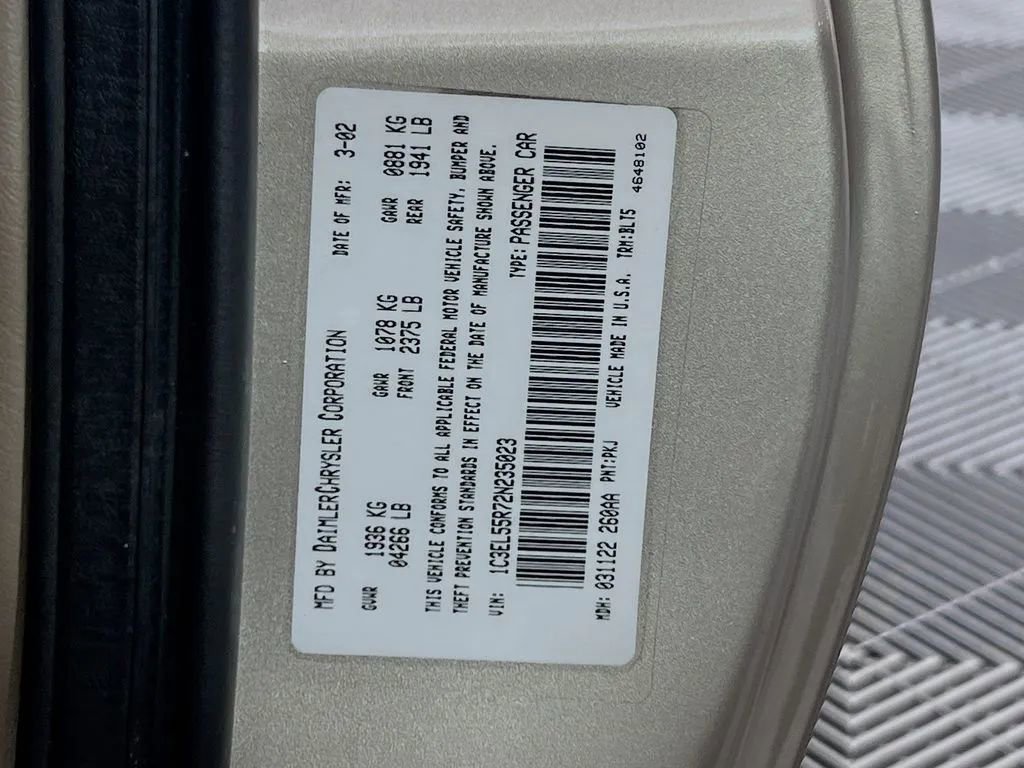 MFD BY DAIMLERCHRYSLER CORPORATION DATE OF MFR: 3-02
GVWR 1936 KG GAWR 1078 KG GAWR 0881 KG
04266 LB FRONT 2375 LB REAR 1941 LB
THIS VEHICLE CONFORMS TO ALL APPLICABLE FEDERAL MOTOR VEHICLE SAFETY, BUMPER AND
THEFT PREVENTION STANDARDS IN EFFECT ON THE DATE OF MANUFACTURE SHOWN ABOVE.
VIN: 1C3EL55R72N235023 TYPE: PASSENGER CAR
MDH: 031122 260AA PNT:PKJ VEHICLE MADE IN U.S.A. TRM:BLT5 4648102